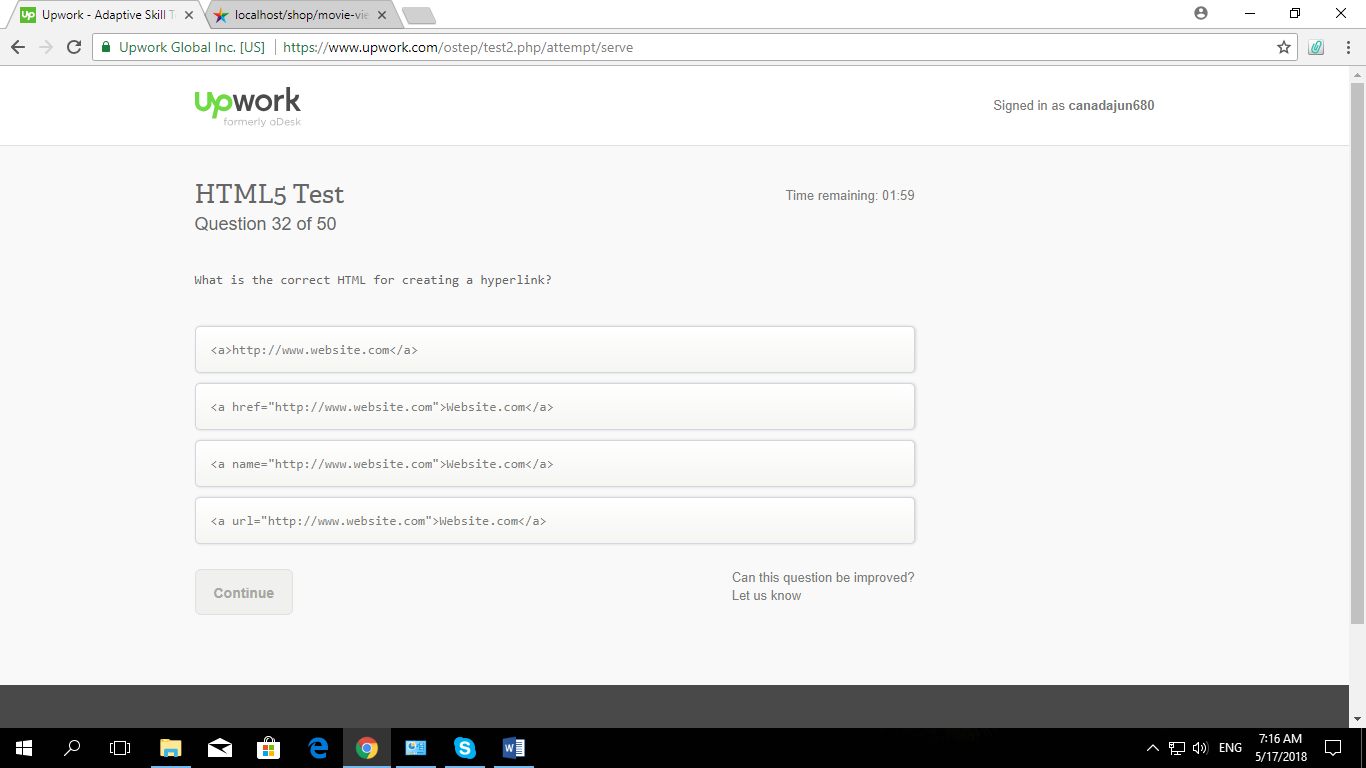 Upwork - Adaptive Skill T
localhost/shop/movie-vie
Upwork Global Inc. [US]
https://www.upwork.com/ostep/test2.php/attempt/serve
upwork
formerly oDesk
Signed in as canadajun680
HTML5 Test
Time remaining: 01:59
Question 32 of 50
What is the correct HTML for creating a hyperlink?
<a>http://www.website.com</a>
<a href="http://www.website.com">Website.com</a>
<a name="http://www.website.com">Website.com</a>
<a url="http://www.website.com">Website.com</a>
Continue
Can this question be improved?
Let us know
ENG
7:16 AM
5/17/2018